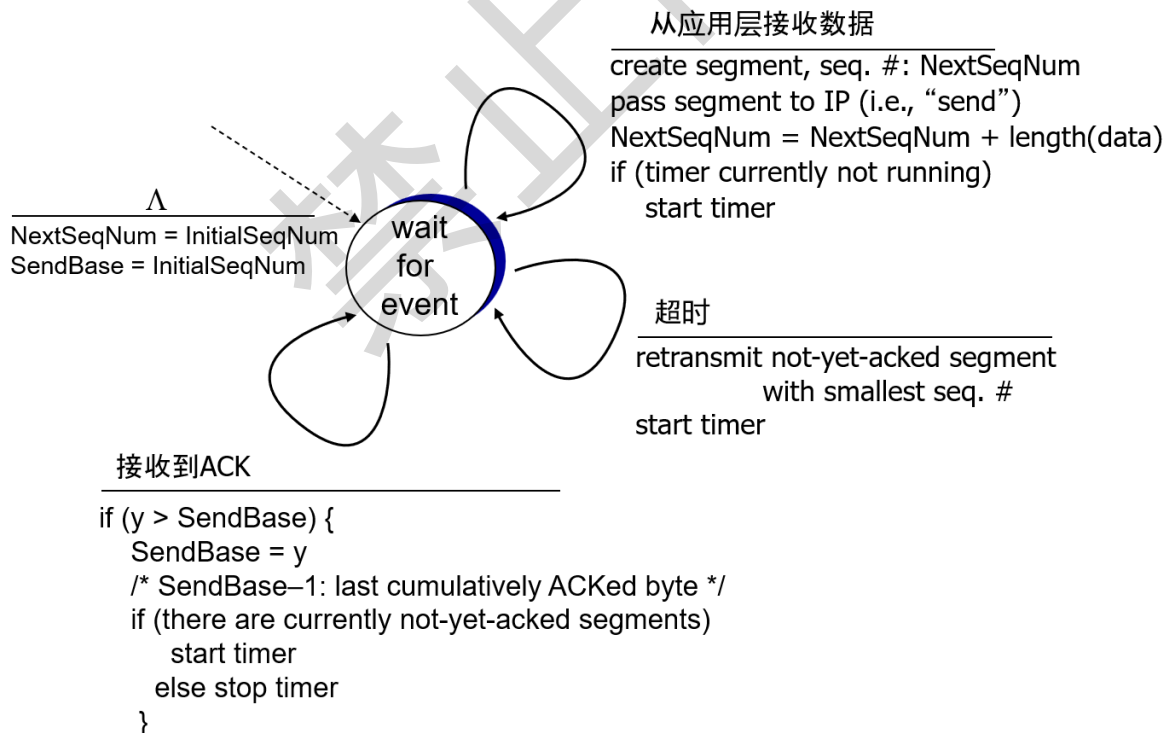 从应用层接收数据
create segment, seq. #: NextSeqNum
pass segment to IP (i.e., “send”)
NextSeqNum = NextSeqNum + length(data)
if (timer currently not running)
start timer
Λ
NextSeqNum = InitialSeqNum
SendBase = InitialSeqNum
wait
for
event
超时
retransmit not-yet-acked segment
with smallest seq. #
start timer
接收到ACK
if (y > SendBase) {
SendBase = y
/* SendBase–1: last cumulatively ACKed byte */
if (there are currently not-yet-acked segments)
start timer
else stop timer
}
禁止